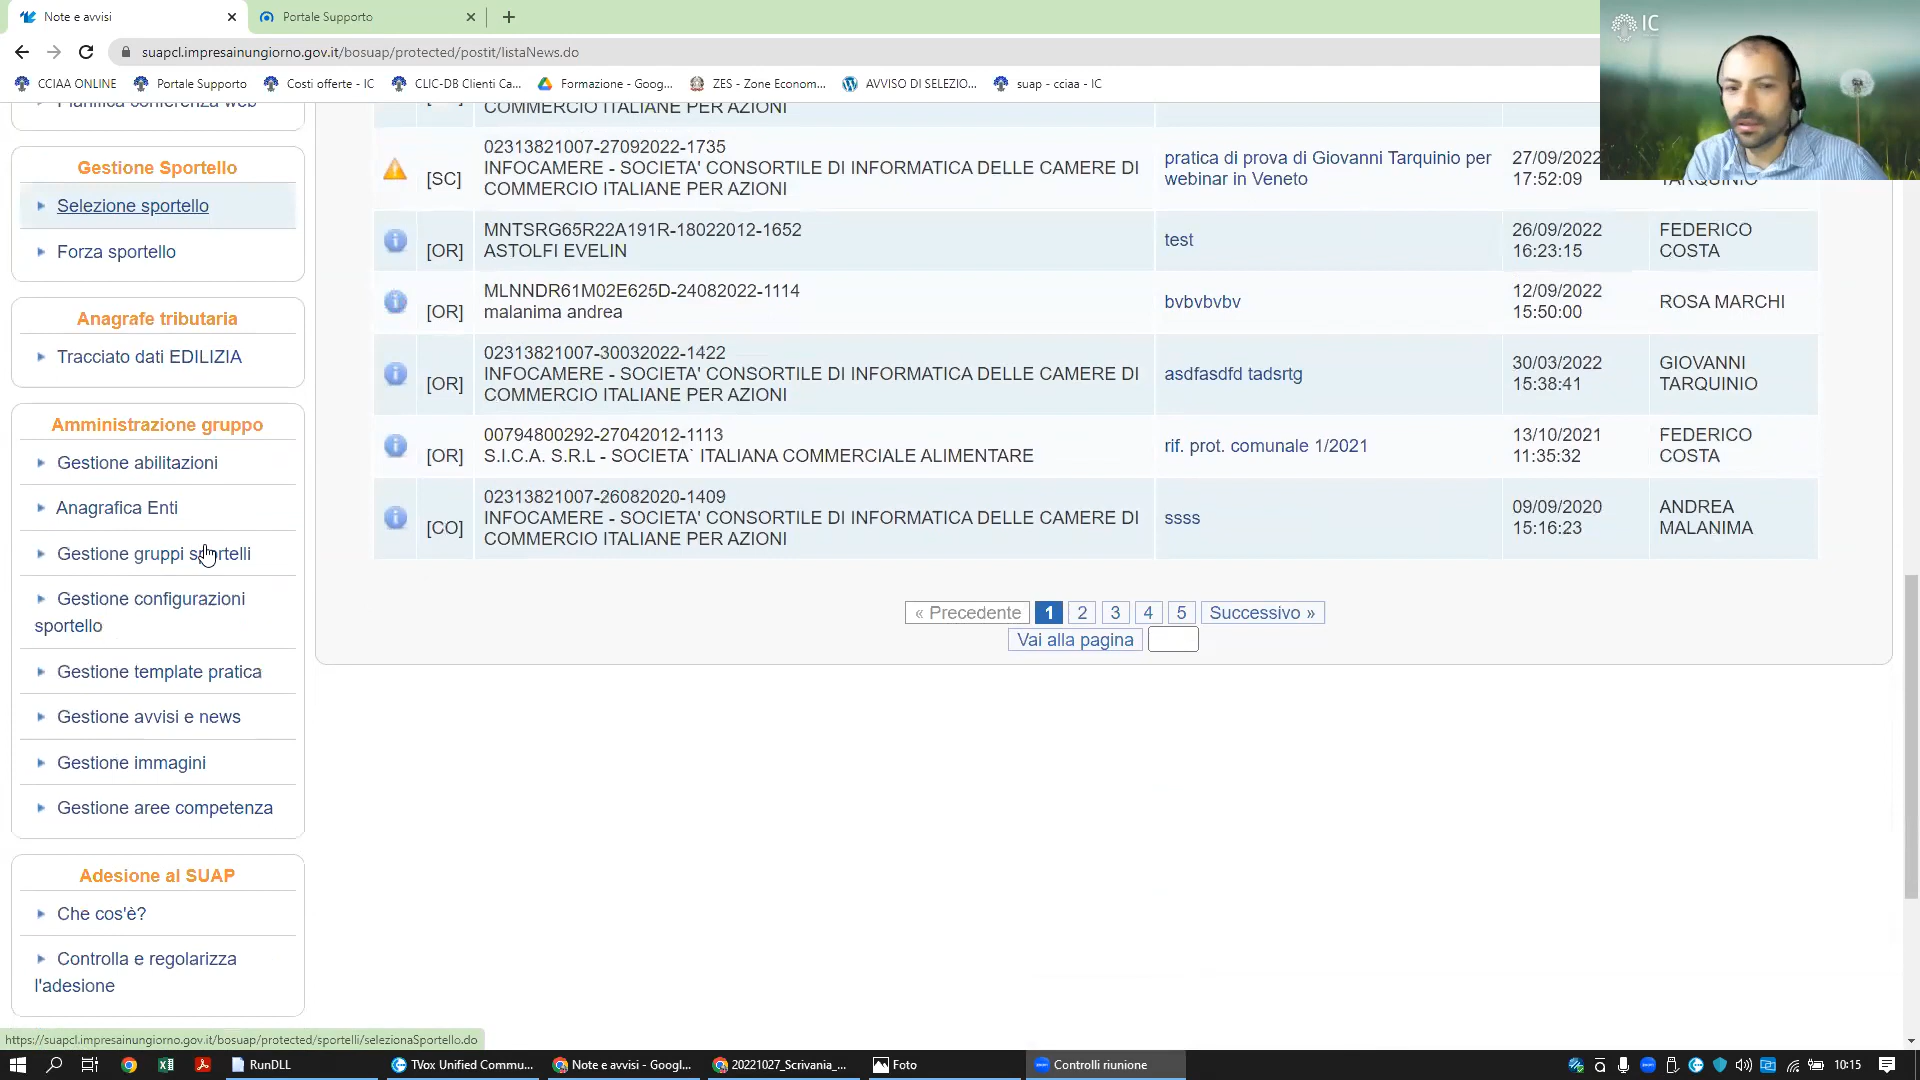 Note e avvisi
Portale Supporto
suapcl.impresainungiorno.gov.it/bosuap/protected/postit/listaNews.do
CCIAA ONLINE
Portale Supporto
Costi offerte - IC
CLIC-DB Clienti Ca...
Formazione - Goog...
ZES - Zone Econom...
AVVISO DI SELEZIO...
suap - cciaa - IC
IC
Pianifica conferenza web
Gestione Sportello
Selezione sportello
Forza sportello
Anagrafe tributaria
Tracciato dati EDILIZIA
Amministrazione gruppo
Gestione abilitazioni
Anagrafica Enti
Gestione gruppi sportelli
Gestione configurazioni
sportello
Gestione template pratica
Gestione avvisi e news
Gestione immagini
Gestione aree competenza
Adesione al SUAP
Che cos'è?
Controlla e regolarizza
l'adesione
COMMERCIO ITALIANE PER AZIONI
[SC]
02313821007-27092022-1735
INFOCAMERE - SOCIETA' CONSORTILE DI INFORMATICA DELLE CAMERE DI
COMMERCIO ITALIANE PER AZIONI
pratica di prova di Giovanni Tarquinio per
webinar in Veneto
27/09/2022
17:52:09
TARQUINIO
[OR]
MNTSRG65R22A191R-18022012-1652
ASTOLFI EVELIN
test
26/09/2022
16:23:15
FEDERICO
COSTA
[OR]
MLNNDR61M02E625D-24082022-1114
malanima andrea
bvbvbvbv
12/09/2022
15:50:00
ROSA MARCHI
[OR]
02313821007-30032022-1422
INFOCAMERE - SOCIETA' CONSORTILE DI INFORMATICA DELLE CAMERE DI
COMMERCIO ITALIANE PER AZIONI
asdfasdfd tadsrtg
30/03/2022
15:38:41
GIOVANNI
TARQUINIO
[OR]
00794800292-27042012-1113
S.I.C.A. S.R.L - SOCIETA` ITALIANA COMMERCIALE ALIMENTARE
rif. prot. comunale 1/2021
13/10/2021
11:35:32
FEDERICO
COSTA
[CO]
02313821007-26082020-1409
INFOCAMERE - SOCIETA' CONSORTILE DI INFORMATICA DELLE CAMERE DI
COMMERCIO ITALIANE PER AZIONI
ssss
09/09/2020
15:16:23
ANDREA
MALANIMA
« Precedente 1 2 3 4 5 Successivo »
Vai alla pagina
https://suapcl.impresainungiorno.gov.it/bosuap/protected/sportelli/selezionaSportello.do
RunDLL
TVox Unified Commu...
Note e avvisi - Googl...
20221027_Scrivania_...
Foto
Controlli riunione
10:15